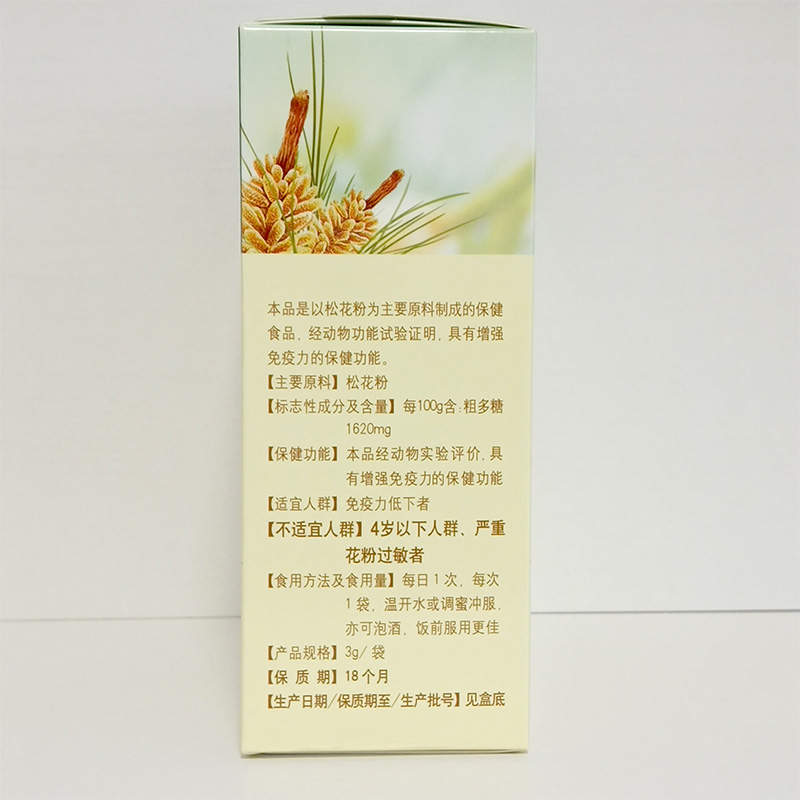 本品是以松花粉为主要原料制成的保健
食品，经动物功能试验证明，具有增强
免疫力的保健功能。
【主要原料】松花粉
【标志性成分及含量】每100g含：粗多糖
1620mg
【保健功能】本品经动物实验评价，具
有增强免疫力的保健功能
【适宜人群】免疫力低下者
【不适宜人群】4岁以下人群、严重
花粉过敏者
【食用方法及食用量】每日1次，每次
1袋，温开水或调蜜冲服，
亦可泡酒，饭前服用更佳
【产品规格】3g/袋
【保 质 期】18个月
【生产日期/保质期至/生产批号】见盒底